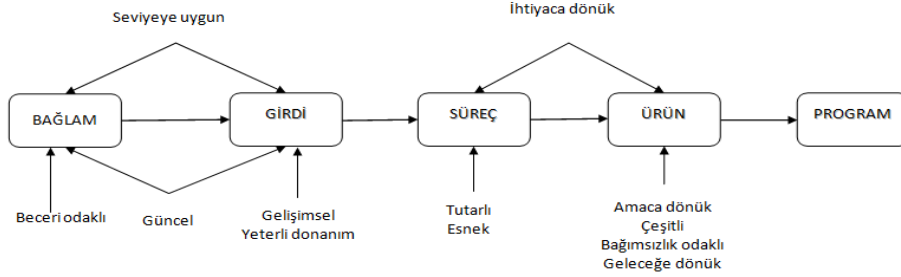 Seviyeye uygun
İhtiyaca dönük
BAĞLAM
GİRDİ
SÜREÇ
ÜRÜN
PROGRAM
Beceri odaklı
Güncel
Gelişimsel
Yeterli donanım
Tutarlı
Esnek
Amaca dönük
Çeşitli
Bağımsızlık odaklı
Geleceğe dönük